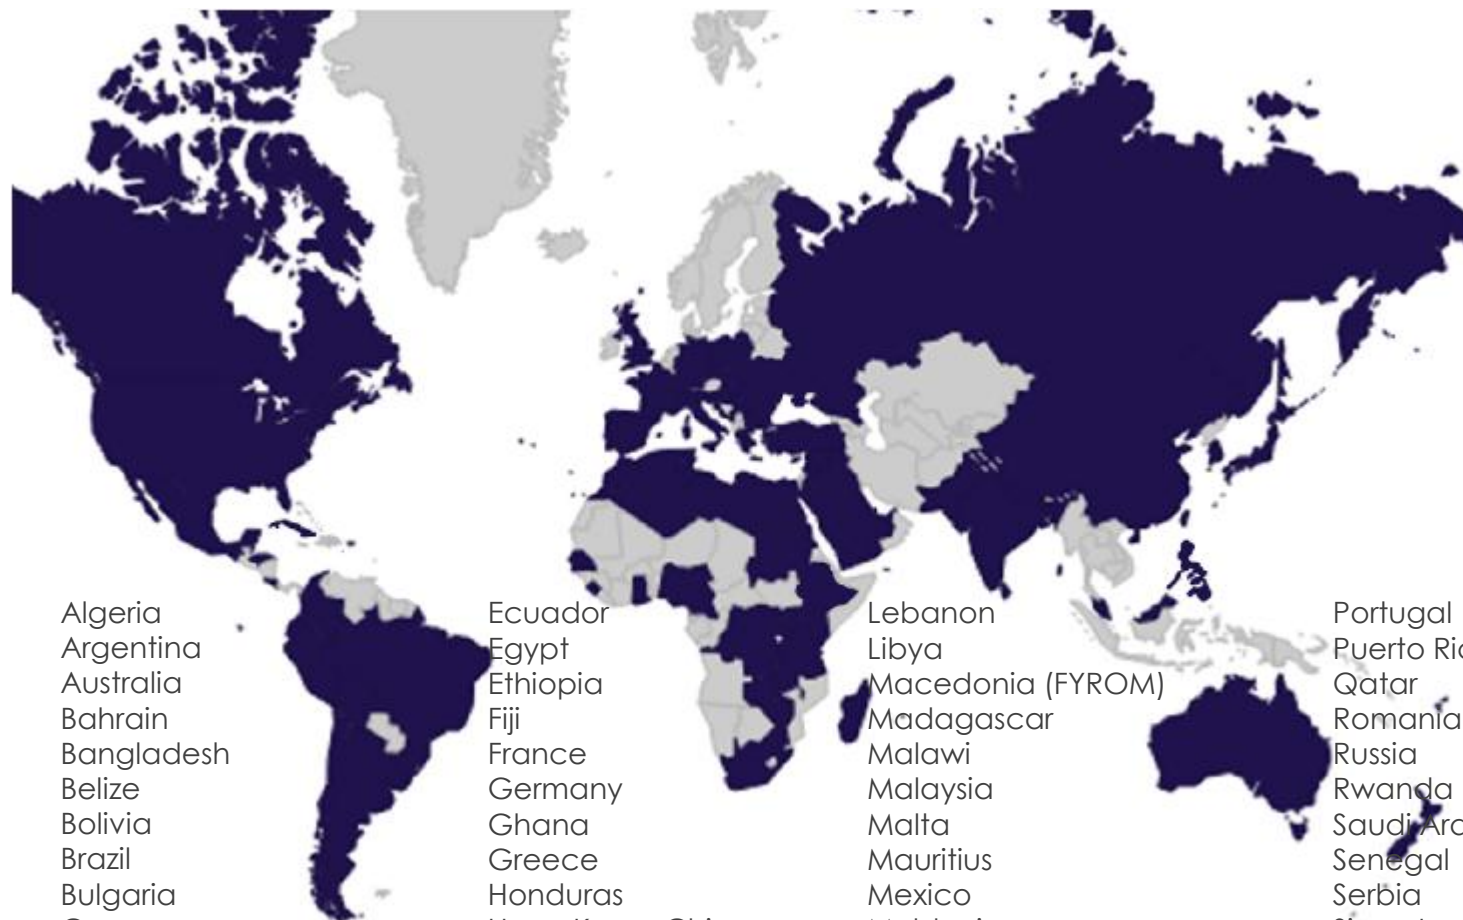 Algeria
Argentina
Australia
Bahrain
Bangladesh
Belize
Bolivia
Brazil
Bulgaria
Ecuador
Egypt
Ethiopia
Fiji
France
Germany
Ghana
Greece
Honduras
Lebanon
Libya
Macedonia (FYROM)
Madagascar
Malawi
Malaysia
Malta
Mauritius
Mexico
Portugal
Puerto
Qatar
Romania
Russia
Rwanda
Saudi
Senegal
Serbia